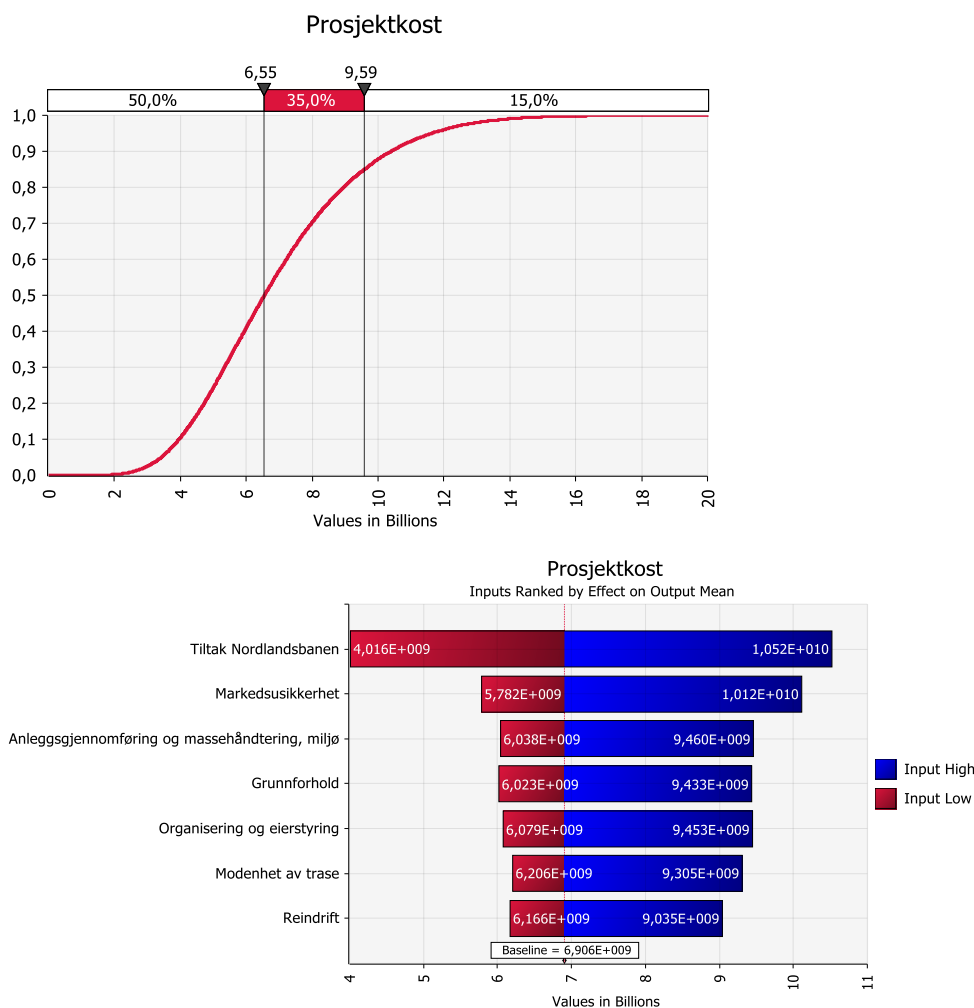 Prosjektkost
6,55 9,59
50,0% 35,0% 15,0%
1,0
0,9
0,8
0,7
0,6
0,5
0,4
0,3
0,2
0,1
0,0
0 2 4 6 8 10 12 14 16 18 20
Values in Billions
Prosjektkost
Inputs Ranked by Effect on Output Mean
Tiltak Nordlandsbanen 4,016E+009 1,052E+010
Markedsusikkerhet 5,782E+009 1,012E+010
Anleggsgjennomføring og massehåndtering, miljø 6,038E+009 9,460E+009
Grunnforhold 6,023E+009 9,433E+009
Organisering og eierstyring 6,079E+009 9,453E+009
Modenhet av trase 6,206E+009 9,305E+009
Reindrift 6,166E+009 9,035E+009
Input High
Input Low
Baseline = 6,906E+009
4 5 6 7 8 9 10 11
Values in Billions